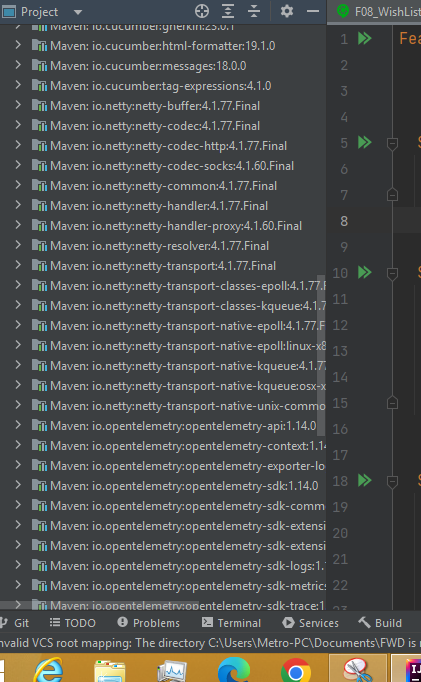 Project
F08_WishList
Maven: io.cucumber:gherkin:23.0.1
Maven: io.cucumber:html-formatter:19.1.0
Maven: io.cucumber:messages:18.0.0
Maven: io.cucumber:tag-expressions:4.1.0
Maven: io.netty:netty-buffer:4.1.77.Final
Maven: io.netty:netty-codec:4.1.77.Final
Maven: io.netty:netty-codec-http:4.1.77.Final
Maven: io.netty:netty-codec-socks:4.1.60.Final
Maven: io.netty:netty-common:4.1.77.Final
Maven: io.netty:netty-handler:4.1.77.Final
Maven: io.netty:netty-handler-proxy:4.1.60.Final
Maven: io.netty:netty-resolver:4.1.77.Final
Maven: io.netty:netty-transport:4.1.77.Final
Maven: io.netty:netty-transport-classes-epoll:4.1.77.F
Maven: io.netty:netty-transport-classes-kqueue:4.1.7
Maven: io.netty:netty-transport-native-epoll:4.1.77.F
Maven: io.netty:netty-transport-native-epoll:linux-x8
Maven: io.netty:netty-transport-native-kqueue:4.1.7
Maven: io.netty:netty-transport-native-kqueue:osx-x
Maven: io.netty:netty-transport-native-unix-commo
Maven: io.opentelemetry:opentelemetry-api:1.14.0
Maven: io.opentelemetry:opentelemetry-context:1.14
Maven: io.opentelemetry:opentelemetry-exporter-lo
Maven: io.opentelemetry:opentelemetry-sdk:1.14.0
Maven: io.opentelemetry:opentelemetry-sdk-comm
Maven: io.opentelemetry:opentelemetry-sdk-extensi
Maven: io.opentelemetry:opentelemetry-sdk-extensi
Maven: io.opentelemetry:opentelemetry-sdk-logs:1.
Maven: io.opentelemetry:opentelemetry-sdk-metrics
Maven: io.opentelemetry:opentelemetry-sdk-trace:1
1
Fea
2
3
5
6
7
8
9
10
11
12
13
14
15
16
17
18
19
20
21
22
23
Git
TODO
Problems
Terminal
Services
Build
nvalid VCS root mapping: The directory C:\Users\Metro-PC\Documents\FWD is r
IJ